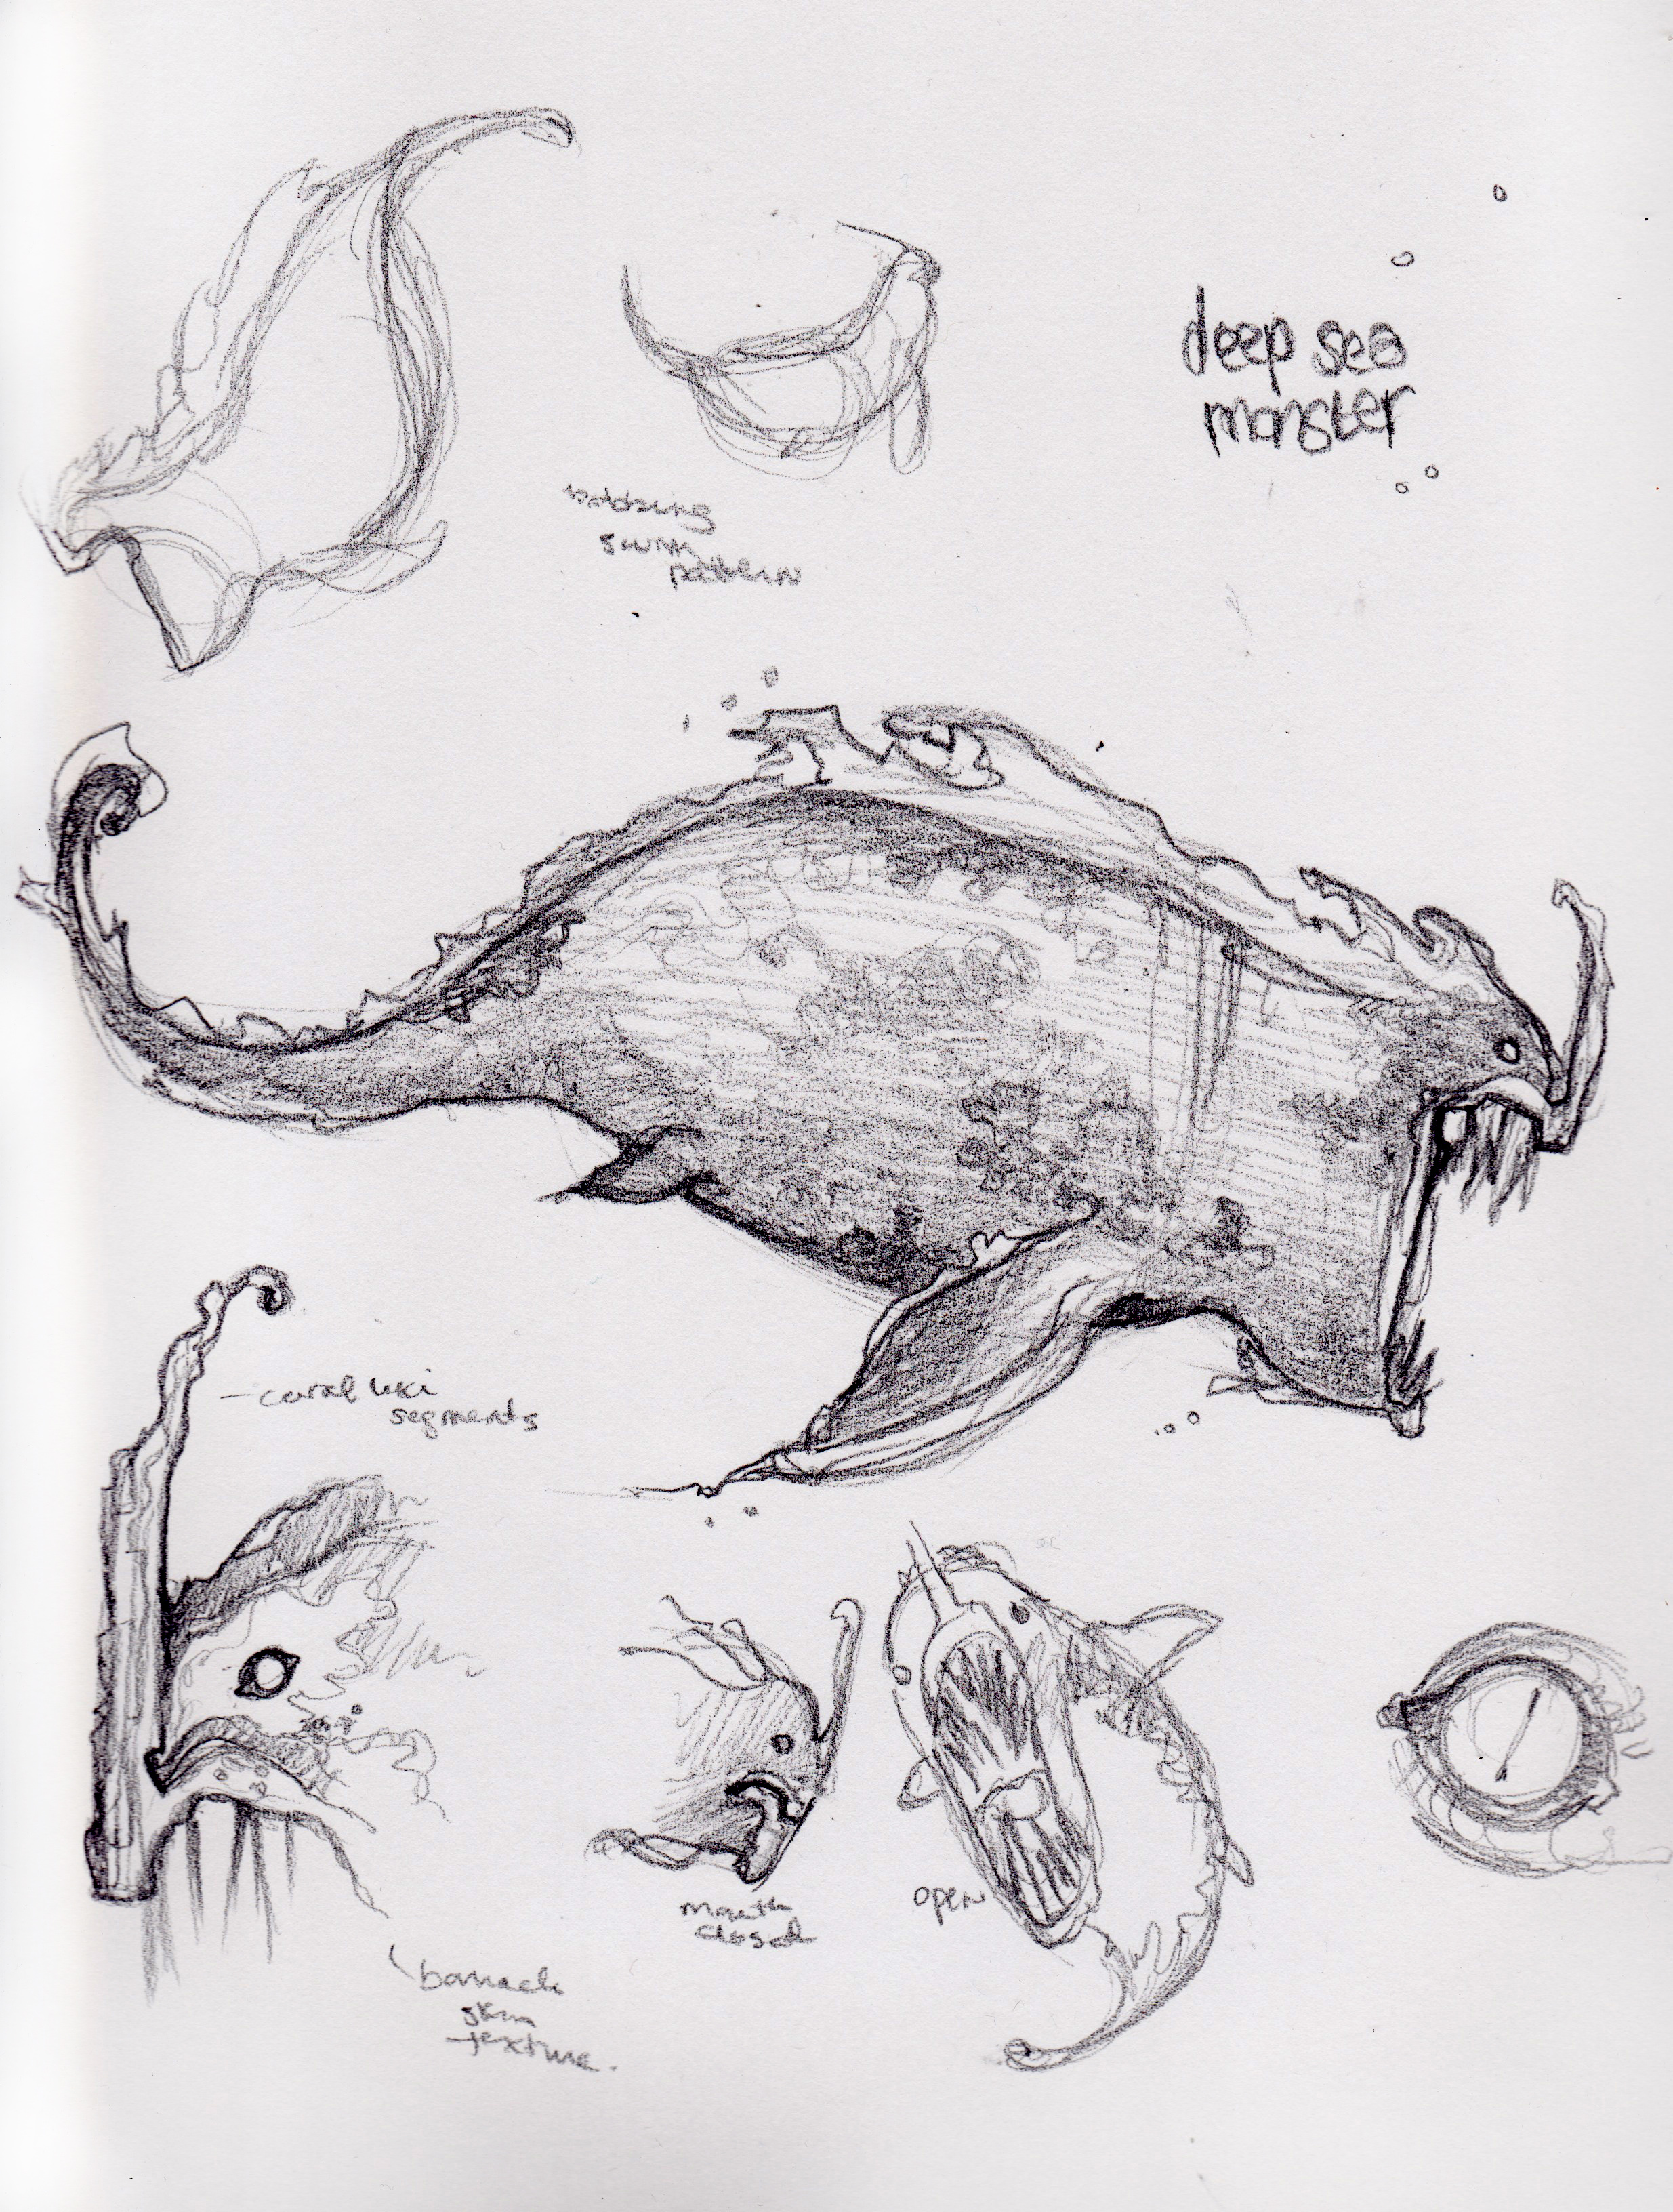 deep sea
monster
bobbing
swim
pattern
coral like
segments
mouth
closed
open
barnacle
skin
texture.